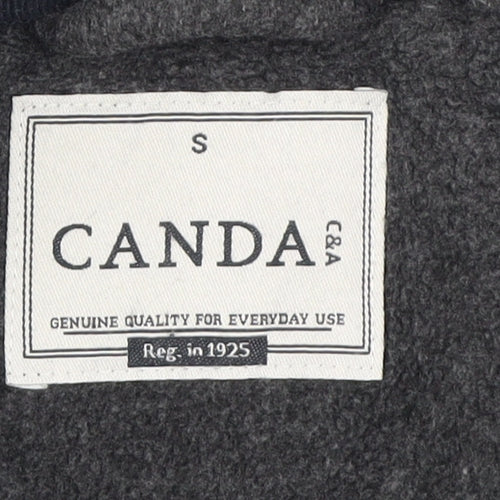 S
CANDA
C&A
GENUINE QUALITY FOR EVERYDAY USE
Reg. in 1925